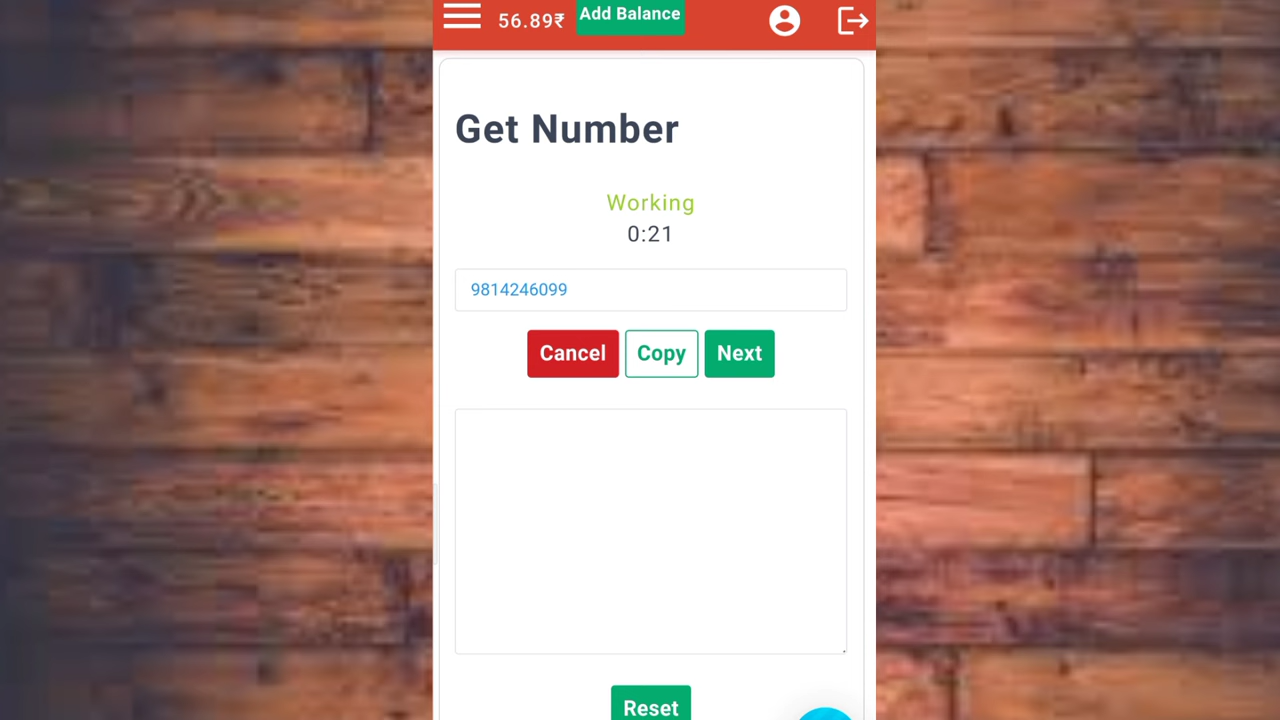 56.89₹ Add Balance
Get Number
Working
0:21
9814246099
Cancel Copy Next
Reset